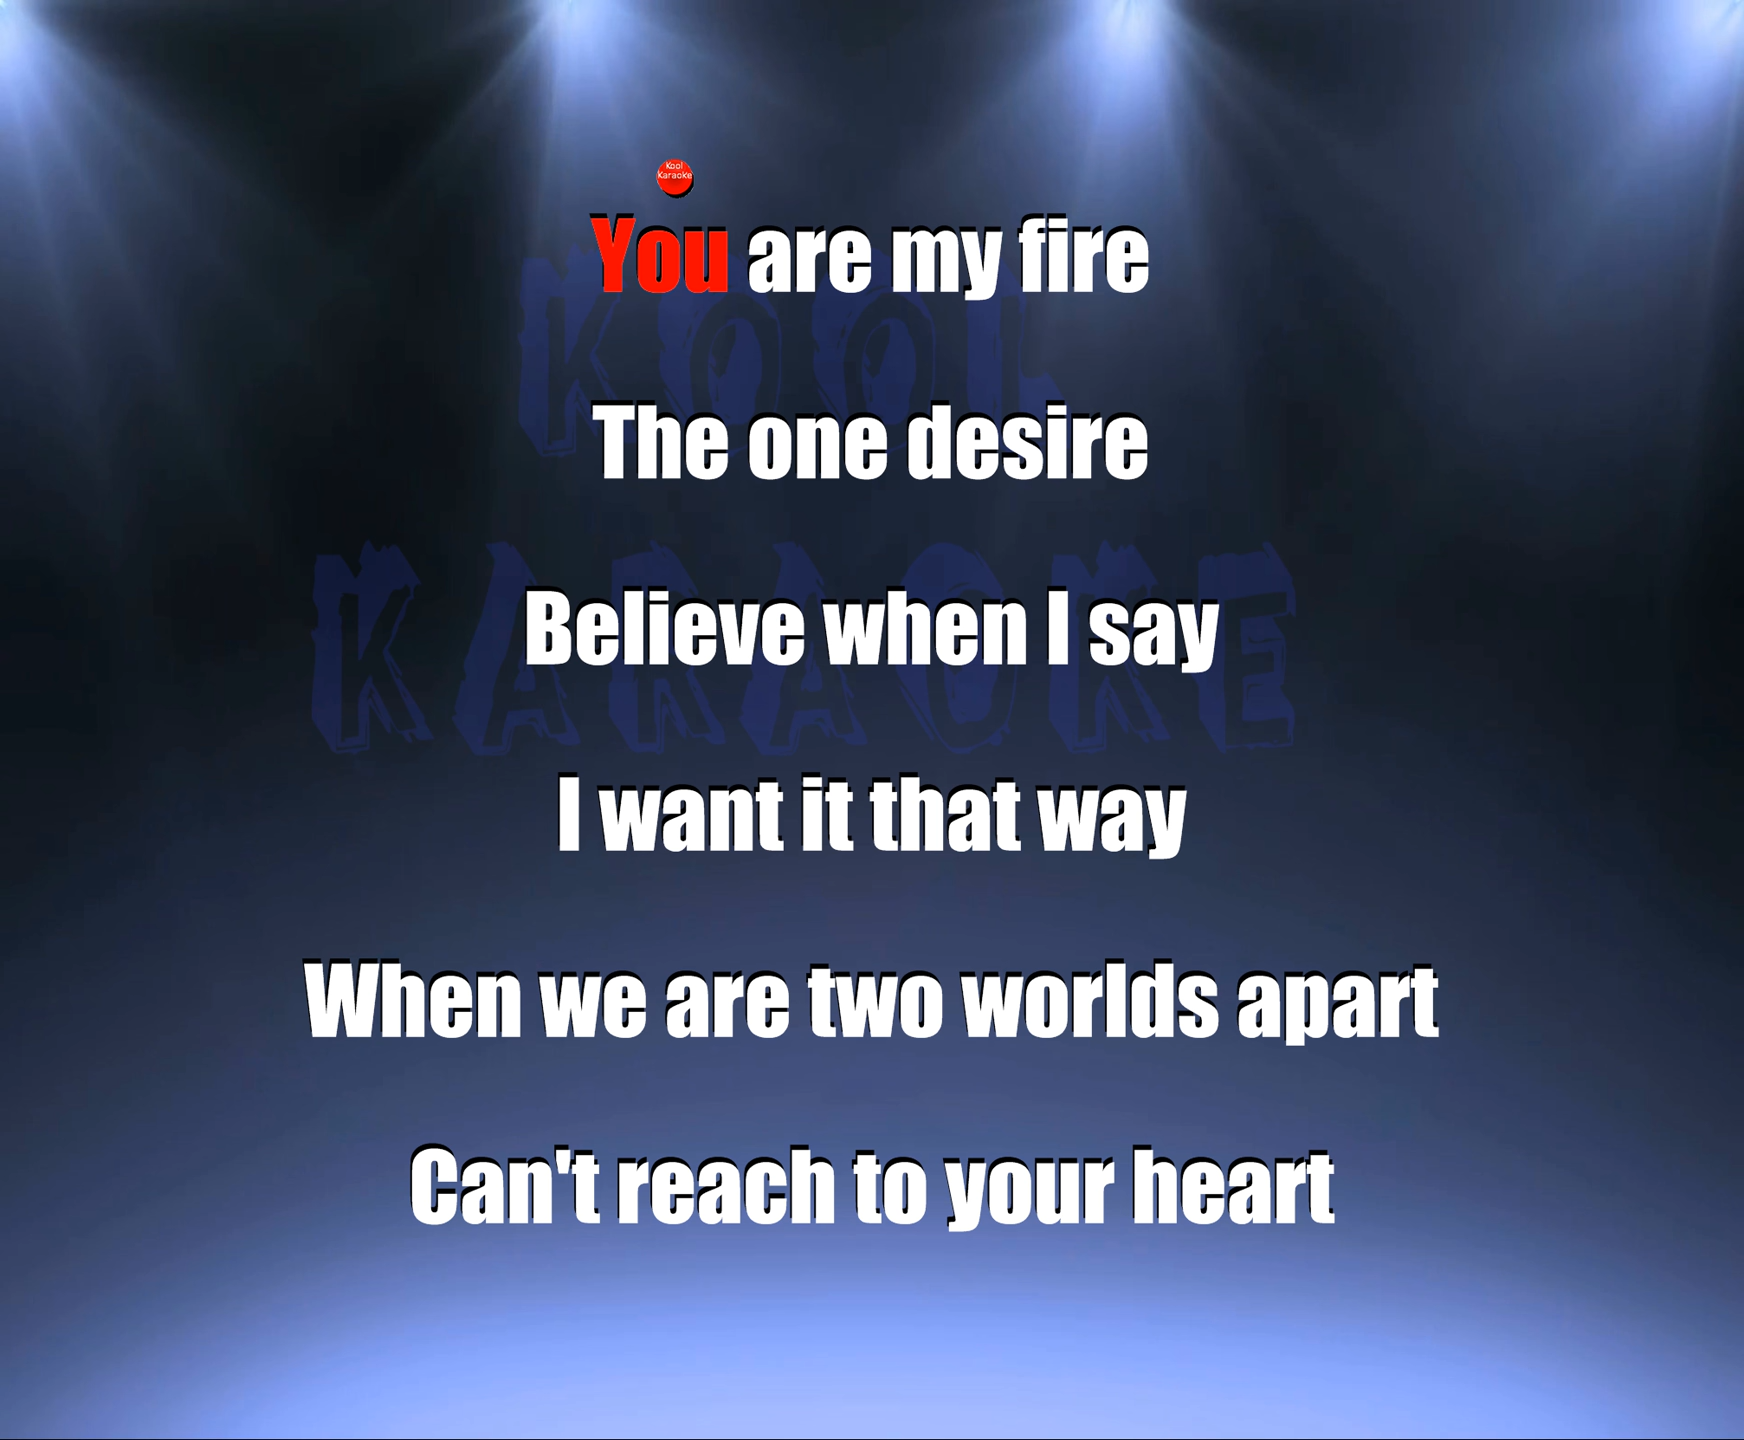 Kool
Karaoke
You are my fire
KOOL
The one desire
KARAOKE
Believe when I say
I want it that way
When we are two worlds apart
Can't reach to your heart